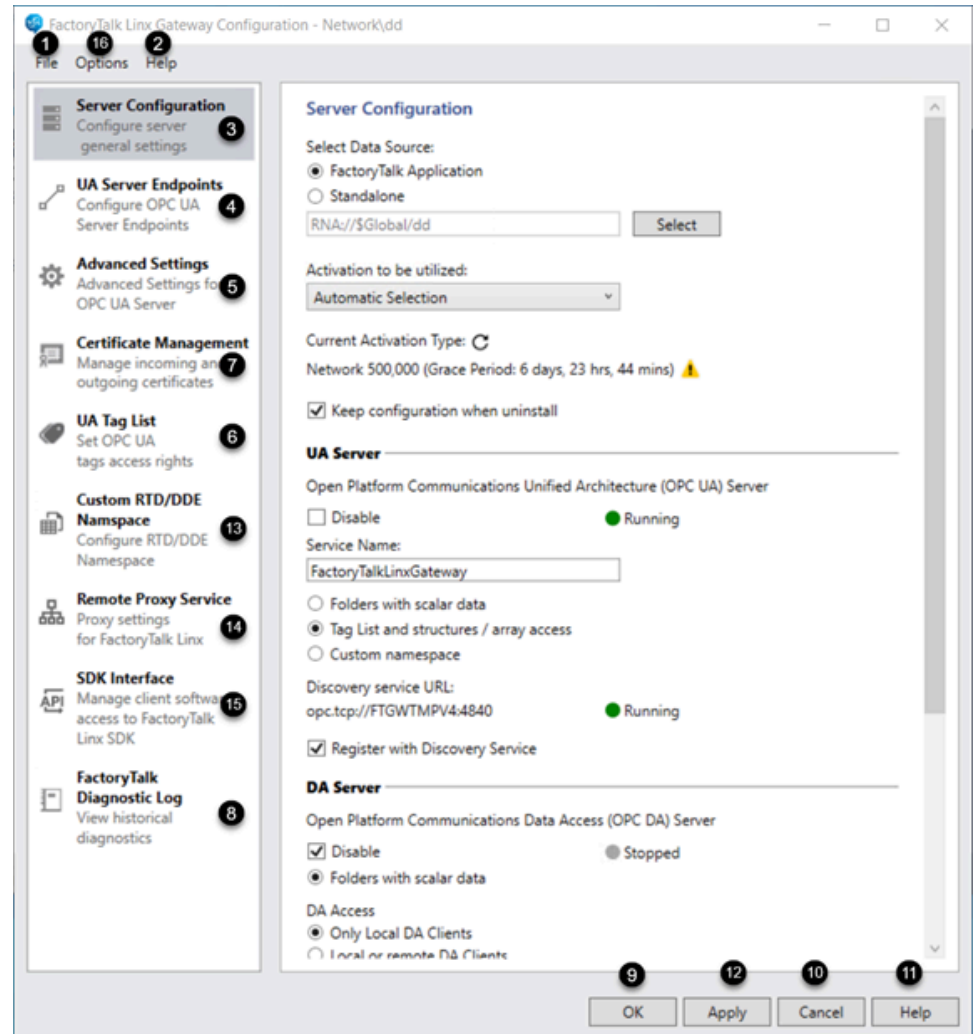 FactoryTalk Linx Gateway Configuration - Network\dd
1 16 2
File Options Help
Server Configuration
Configure server
general settings
3
UA Server Endpoints
Configure OPC UA
Server Endpoints
4
Advanced Settings
Advanced Settings fo
OPC UA Server
5
Certificate Management
Manage incoming an
outgoing certificates
7
UA Tag List
Set OPC UA
tags access rights
6
Custom RTD/DDE
Namspace
Configure RTD/DDE
Namespace
13
Remote Proxy Service
Proxy settings
for FactoryTalk Linx
14
SDK Interface
API
Manage client softwa
access to FactoryTalk
Linx SDK
15
FactoryTalk
Diagnostic Log
View historical
diagnostics
8
Server Configuration
Select Data Source:
FactoryTalk Application
Standalone
RNA://$Global/dd
Select
Activation to be utilized:
Automatic Selection
Current Activation Type:
Network 500,000 (Grace Period: 6 days, 23 hrs, 44 mins)
Keep configuration when uninstall
UA Server
Open Platform Communications Unified Architecture (OPC UA) Server
Disable Running
Service Name:
FactoryTalkLinxGateway
Folders with scalar data
Tag List and structures / array access
Custom namespace
Discovery service URL:
opc.tcp://FTGWTMPV4:4840 Running
Register with Discovery Service
DA Server
Open Platform Communications Data Access (OPC DA) Server
Disable Stopped
Folders with scalar data
DA Access
Only Local DA Clients
Local or remote DA Clients
9 12 10 11
OK Apply Cancel Help